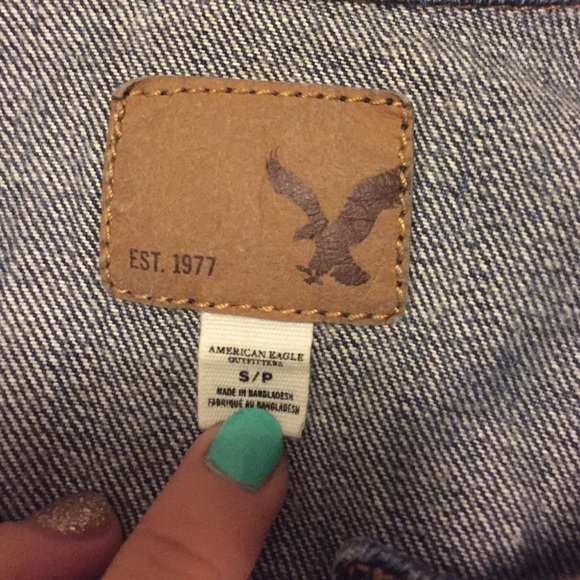 EST. 1977
AMERICAN EAGLE
OUTFITTERS
S/P
MADE IN BANGLADESH
FABRIQUÉ AU BANGLADESH